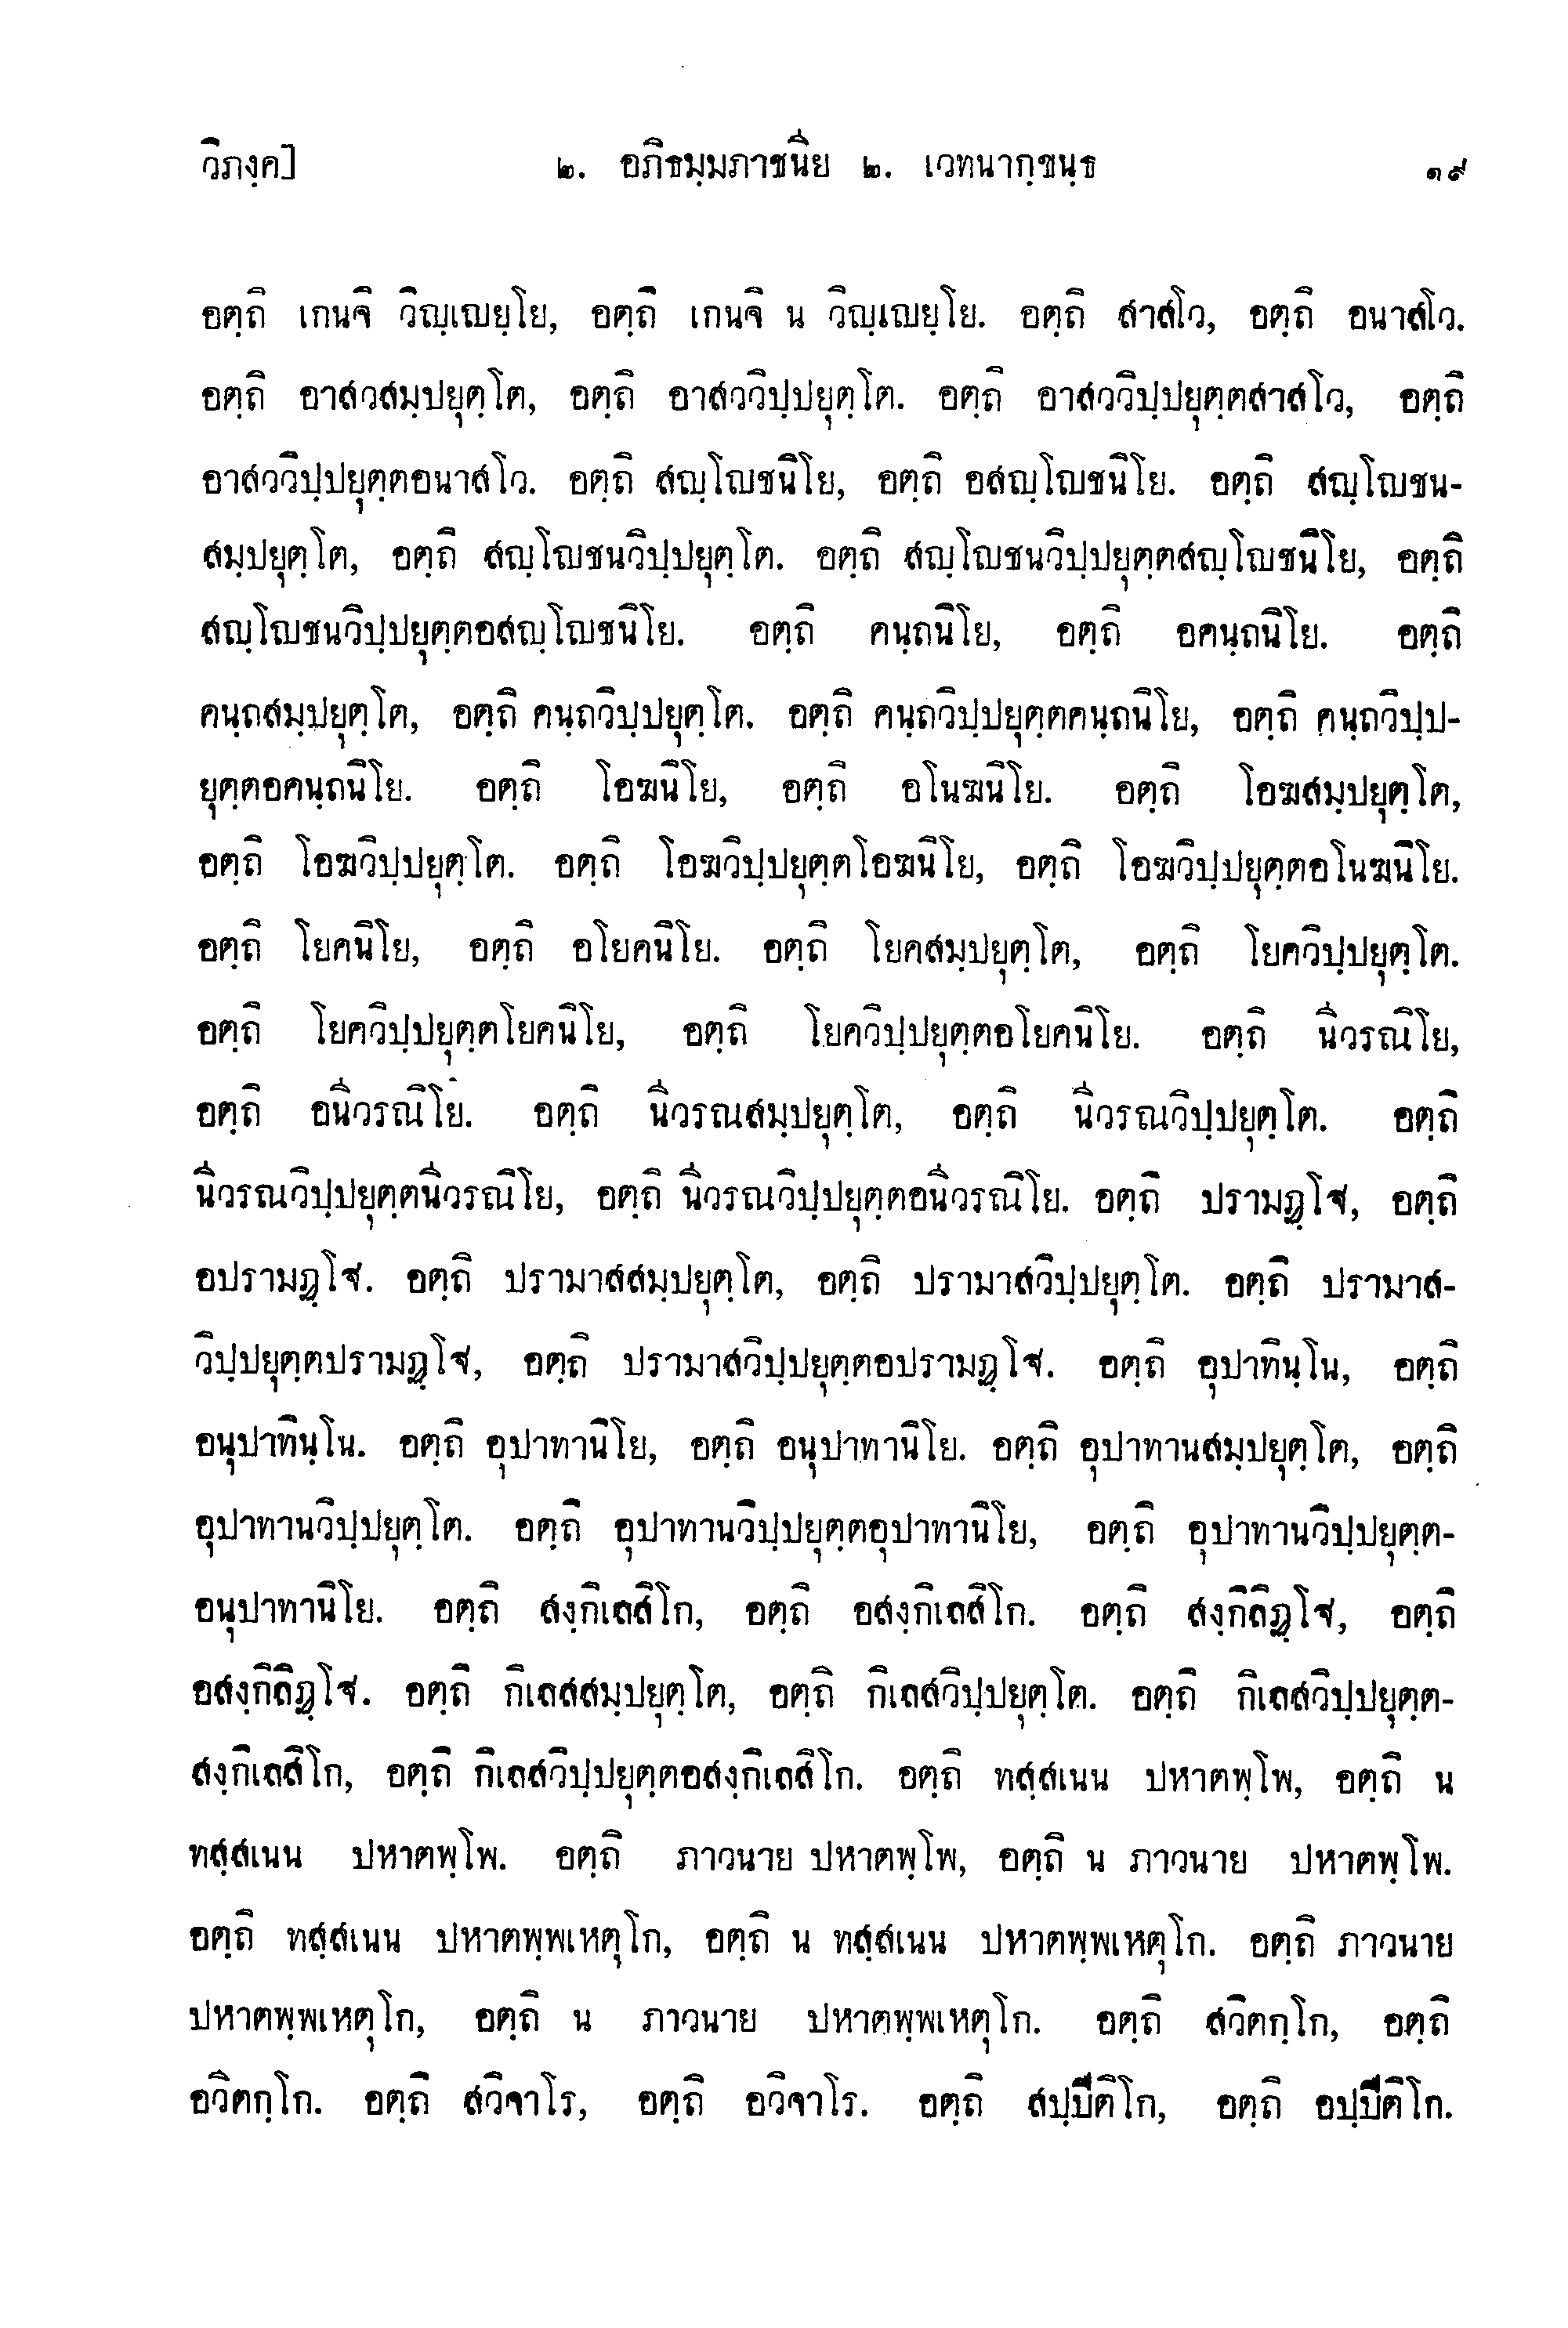 วิภงฺค]	๒. อภิธมฺมภาชนีย ๒. เวทนากฺขนฺธ	๑๙
อตฺถิ เกนจิ วิญฺเญยฺโย, อตฺถิ เกนจิ น วิญฺเญยฺโย. อตฺถิ สาสโว, อตฺถิ อนาสโว.
อตฺถิ อาสวสมฺปยุตฺโต, อตฺถิ อาสววิปฺปยุตฺโต. อตฺถิ อาสววิปฺปยุตฺตสาสโว, อตฺถิ
อาสววิปฺปยุตฺตอนาสโว. อตฺถิ สญฺโญชนิโย, อตฺถิ อสญฺโญชนิโย. อตฺถิ สญฺโญชน-
สมฺปยุตฺโต, อตฺถิ สญฺโญชนวิปฺปยุตฺโต. อตฺถิ สญฺโญชนวิปฺปยุตฺตสญฺโญชนิโย, อตฺถิ
สญฺโญชนวิปฺปยุตฺตอสญฺโญชนิโย. อตฺถิ คนฺถนิโย, อตฺถิ อคนฺถนิโย. อตฺถิ
คนฺถสมฺปยุตฺโต, อตฺถิ คนฺถวิปฺปยุตฺโต. อตฺถิ คนฺถวิปฺปยุตฺตคนฺถนิโย, อตฺถิ คนฺถวิปฺป-
ยุตฺตอคนฺถนิโย. อตฺถิ โอฆนิโย, อตฺถิ อโนฆนิโย. อตฺถิ โอฆสมฺปยุตฺโต,
อตฺถิ โอฆวิปฺปยุตฺโต. อตฺถิ โอฆวิปฺปยุตฺตโอฆนิโย, อตฺถิ โอฆวิปฺปยุตฺตอโนฆนิโย.
อตฺถิ โยคนิโย, อตฺถิ อโยคนิโย. อตฺถิ โยคสมฺปยุตฺโต, อตฺถิ โยควิปฺปยุตฺโต.
อตฺถิ โยควิปฺปยุตฺตโยคนิโย, อตฺถิ โยควิปฺปยุตฺตอโยคนิโย. อตฺถิ นีวรณิโย,
อตฺถิ อนีวรณิโย. อตฺถิ นีวรณสมฺปยุตฺโต, อตฺถิ นีวรณวิปฺปยุตฺโต. อตฺถิ
นีวรณวิปฺปยุตฺตนีวรณิโย, อตฺถิ นีวรณวิปฺปยุตฺตอนีวรณิโย. อตฺถิ ปรามฏฺโฐ, อตฺถิ
อปรามฏฺโฐ. อตฺถิ ปรามาสสมฺปยุตฺโต, อตฺถิ ปรามาสวิปฺปยุตฺโต. อตฺถิ ปรามาส-
วิปฺปยุตฺตปรามฏฺโฐ, อตฺถิ ปรามาสวิปฺปยุตฺตอปรามฏฺโฐ. อตฺถิ อุปาทินฺโน, อตฺถิ
อนุปาทินฺโน. อตฺถิ อุปาทานิโย, อตฺถิ อนุปาทานิโย. อตฺถิ อุปาทานสมฺปยุตฺโต, อตฺถิ
อุปาทานวิปฺปยุตฺโต. อตฺถิ อุปาทานวิปฺปยุตฺตอุปาทานิโย, อตฺถิ อุปาทานวิปฺปยุตฺต-
อนุปาทานิโย. อตฺถิ สงฺกิเลสิโก, อตฺถิ อสงฺกิเลสิโก. อตฺถิ สงฺกิลิฏฺโฐ, อตฺถิ
อสงฺกิลิฏฺโฐ. อตฺถิ กิเลสสมฺปยุตฺโต, อตฺถิ กิเลสวิปฺปยุตฺโต. อตฺถิ กิเลสวิปฺปยุตฺต-
สงฺกิเลสิโก, อตฺถิ กิเลสวิปฺปยุตฺตอสงฺกิเลสิโก. อตฺถิ ทสฺสเนน ปหาตพฺโพ, อตฺถิ น
ทสฺสเนน ปหาตพฺโพ. อตฺถิ ภาวนาย ปหาตพฺโพ, อตฺถิ น ภาวนาย ปหาตพฺโพ.
อตฺถิ ทสฺสเนน ปหาตพฺพเหตุโก, อตฺถิ น ทสฺสเนน ปหาตพฺพเหตุโก. อตฺถิ ภาวนาย
ปหาตพฺพเหตุโก, อตฺถิ น ภาวนาย ปหาตพฺพเหตุโก. อตฺถิ สวิตกฺโก, อตฺถิ
อวิตกฺโก. อตฺถิ สวิจาโร, อตฺถิ อวิจาโร. อตฺถิ สปฺปีติโก, อตฺถิ อปฺปีติโก.